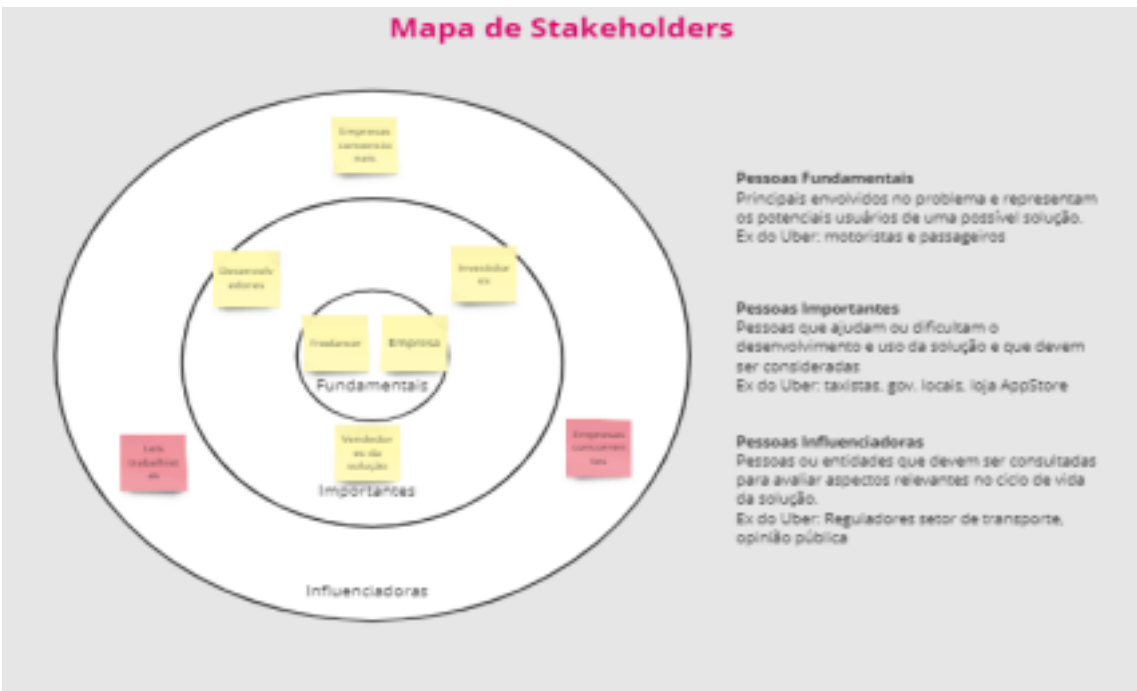 Mapa de Stakeholders
Empresas
Desenvolv
edores
Investidor
es
Freelancer
Empresa
Fundamentais
Vendedor
es da
solução
Importantes
Leis
trabalhist
as
Empresas
Influenciadoras
Pessoas Fundamentais
Principais envolvidos no problema e representam
os potenciais usuários de uma possível solução.
Ex do Uber: motoristas e passageiros
Pessoas Importantes
Pessoas que ajudam ou dificultam o
desenvolvimento e uso da solução e que devem
ser consideradas
Ex do Uber: taxistas, gov. locais, loja AppStore
Pessoas Influenciadoras
Pessoas ou entidades que devem ser consultadas
para avaliar aspectos relevantes no ciclo de vida
da solução.
Ex do Uber: Reguladores setor de transporte,
opinião pública